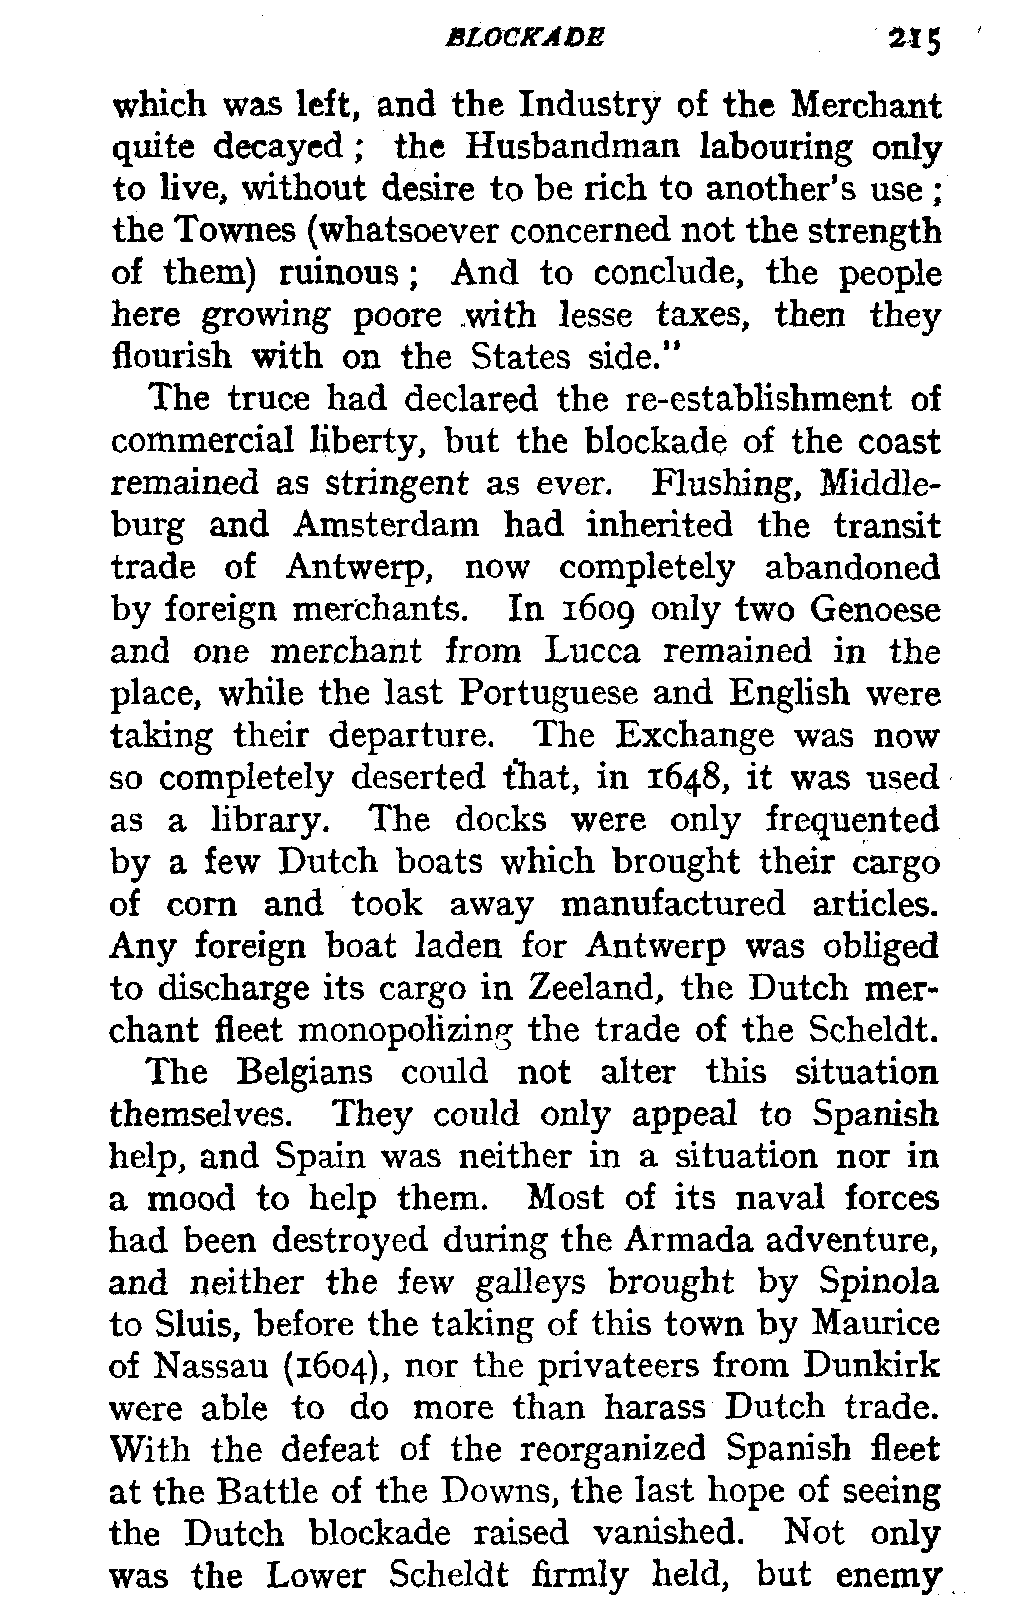 BLOCKADE 215
which was left, and the Industry of the Merchant
quite decayed ; the Husbandman labouring only
to live, without desire to be rich to another's use ;
the Townes (whatsoever concerned not the strength
of them) ruinous ; And to conclude, the people
here growing poore with lesse taxes, then they
flourish with on the States side."
The truce had declared the re-establishment of
commercial liberty, but the blockade of the coast
remained as stringent as ever. Flushing, Middle-
burg and Amsterdam had inherited the transit
trade of Antwerp, now completely abandoned
by foreign merchants. In 1609 only two Genoese
and one merchant from Lucca remained in the
place, while the last Portuguese and English were
taking their departure. The Exchange was now
so completely deserted that, in 1648, it was used
as a library. The docks were only frequented
by a few Dutch boats which brought their cargo
of corn and took away manufactured articles.
Any foreign boat laden for Antwerp was obliged
to discharge its cargo in Zeeland, the Dutch mer-
chant fleet monopolizing the trade of the Scheldt.
The Belgians could not alter this situation
themselves. They could only appeal to Spanish
help, and Spain was neither in a situation nor in
a mood to help them. Most of its naval forces
had been destroyed during the Armada adventure,
and neither the few galleys brought by Spinola
to Sluis, before the taking of this town by Maurice
of Nassau (1604), nor the privateers from Dunkirk
were able to do more than harass Dutch trade.
With the defeat of the reorganized Spanish fleet
at the Battle of the Downs, the last hope of seeing
the Dutch blockade raised vanished. Not only
was the Lower Scheldt firmly held, but enemy